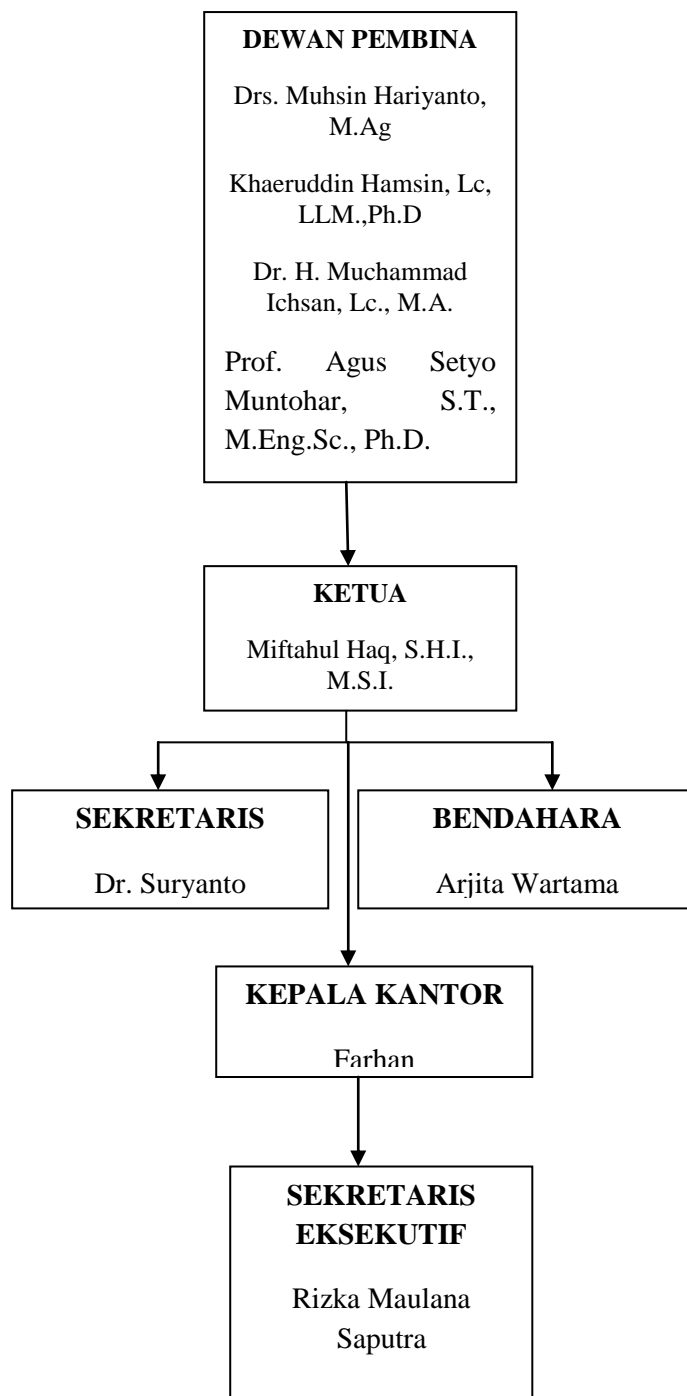 DEWAN PEMBINA
Drs. Muhsin Hariyanto,
M.Ag
Khaeruddin Hamsin, Lc,
LLM.,Ph.D
Dr. H. Muchammad
Ichsan, Lc., M.A.
Prof. Agus Setyo
Muntohar, S.T.,
M.Eng.Sc., Ph.D.
KETUA
Miftahul Haq, S.H.I.,
M.S.I.
SEKRETARIS
Dr. Suryanto
BENDAHARA
Arjita Wartama
KEPALA KANTOR
Farhan
SEKRETARIS
EKSEKUTIF
Rizka Maulana
Saputra